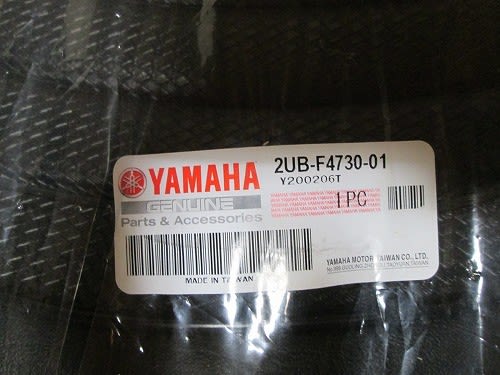 YAMAHA
GENUINE
Parts & Accessories
2UB-F4730-01
Y200206T
1PC
MADE IN TAIWAN
YAMAHA MOTOR TAIWAN CO., LTD.